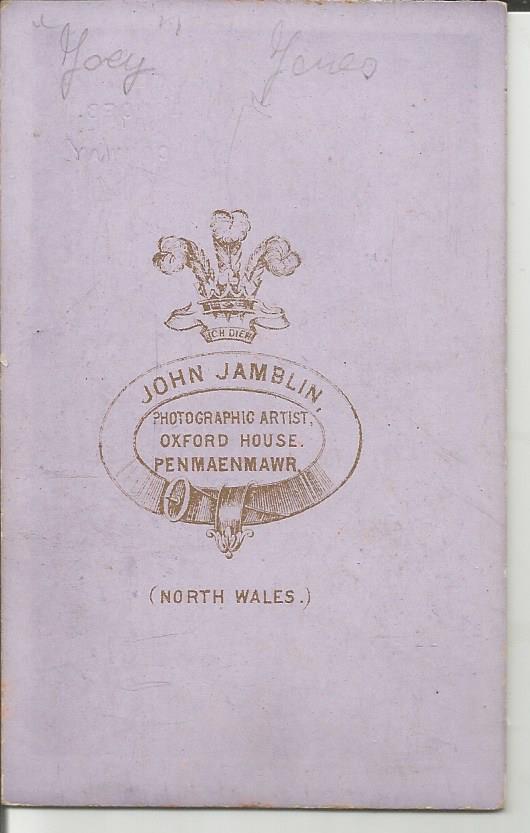 "Joey" Jones
ICH DIEN
JOHN JAMBLIN,
PHOTOGRAPHIC ARTIST,
OXFORD HOUSE.
PENMAENMAWR,
(NORTH WALES.)